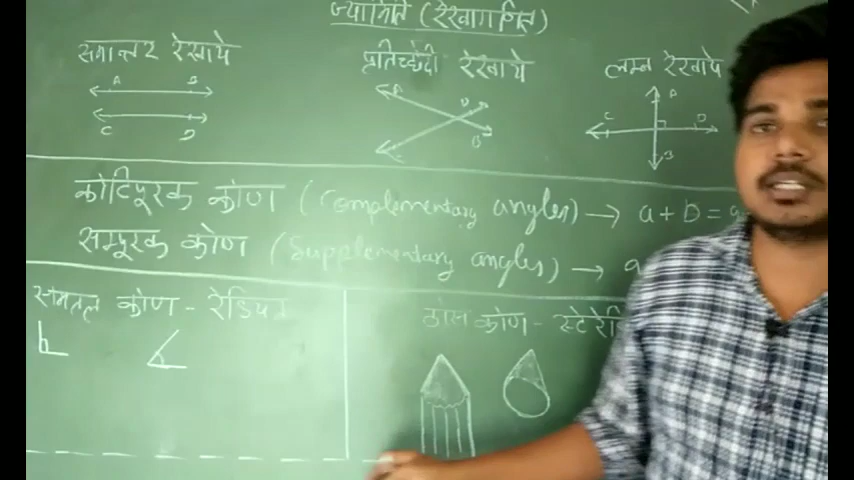 ज्यामिति (रेखागणित)
समान्तर रेखाये
प्रतिच्छेदी रेखाये
लम्ब रेखाये
A B
C D
A D
C B
A
C D
B
कोटिपूरक कोण (Complementary angles) → a + b = 9
सम्पूरक कोण (Supplementary angles) → a
समतल कोण - रेडियन
ठोस कोण - स्टेरेडि